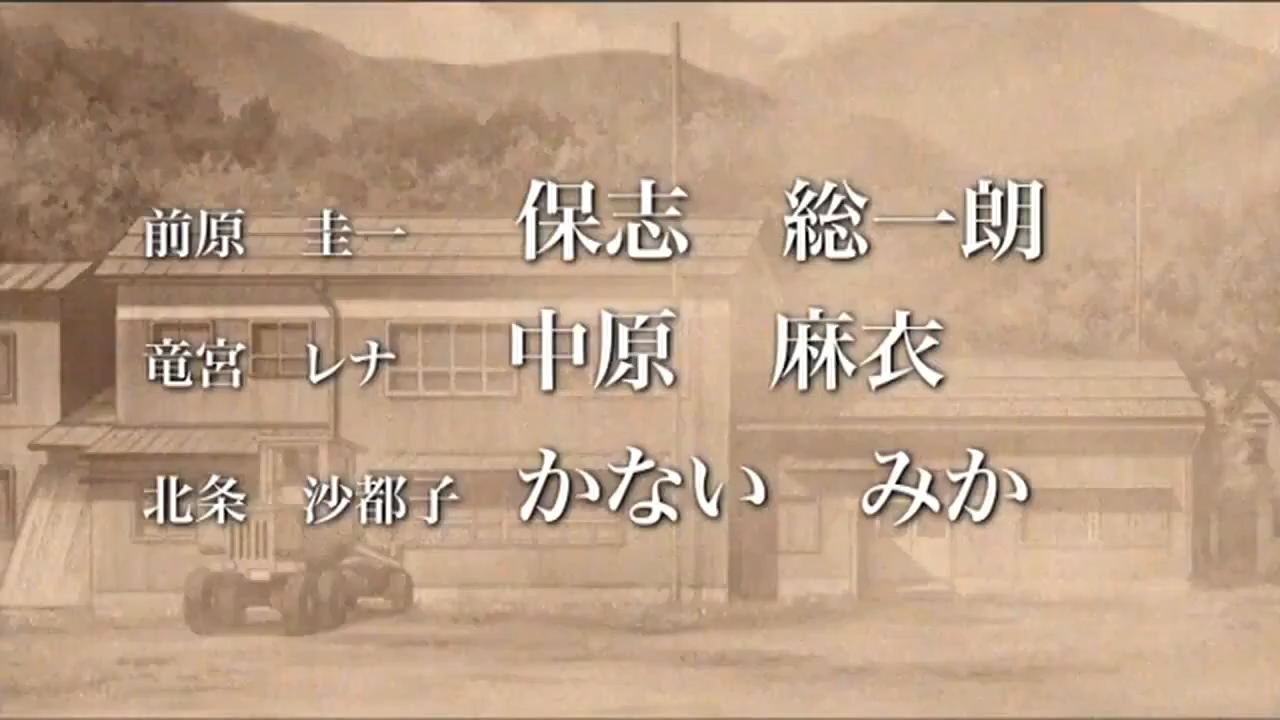 前原　圭一　保志　総一朗
竜宮　レナ　中原　麻衣
北条　沙都子　かない　みか